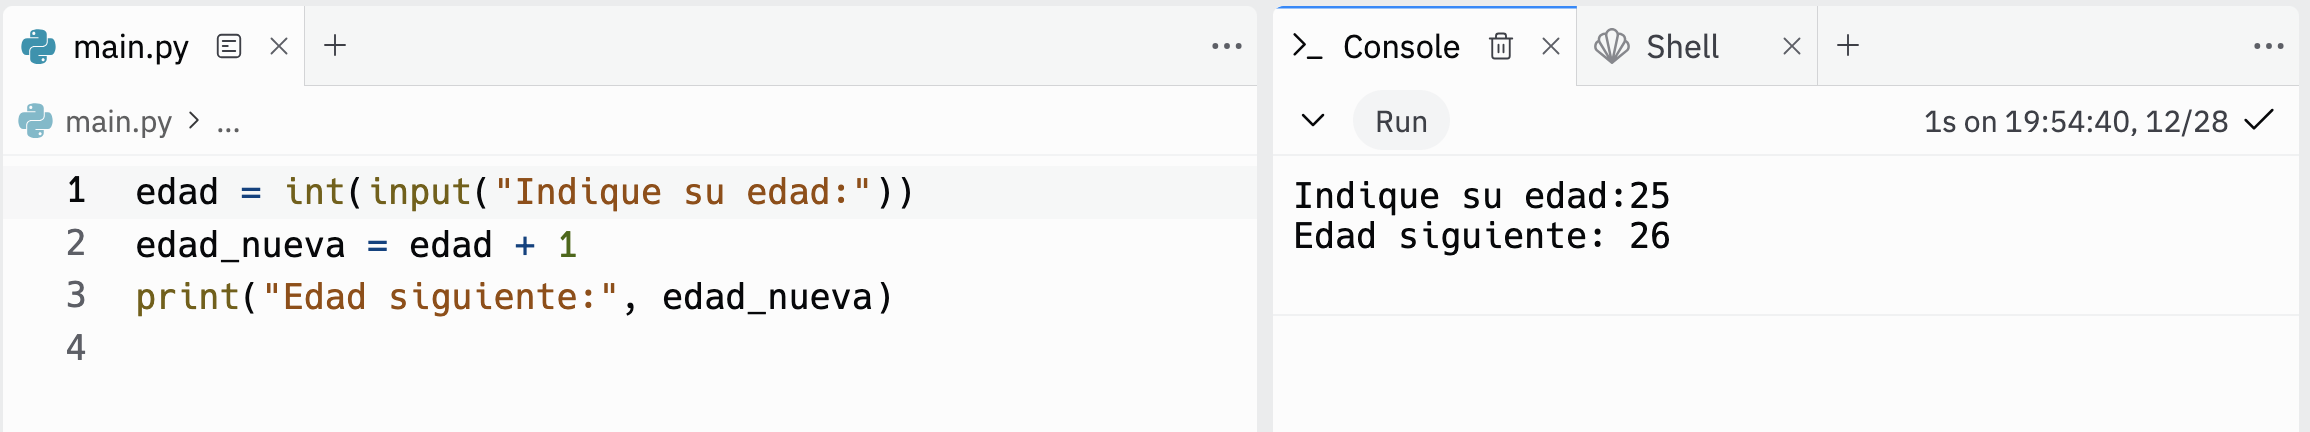 main.py
main.py > ...
1 edad = int(input("Indique su edad:"))
2 edad_nueva = edad + 1
3 print("Edad siguiente:", edad_nueva)
4
Console Shell
Run 1s on 19:54:40, 12/28
Indique su edad:25
Edad siguiente: 26